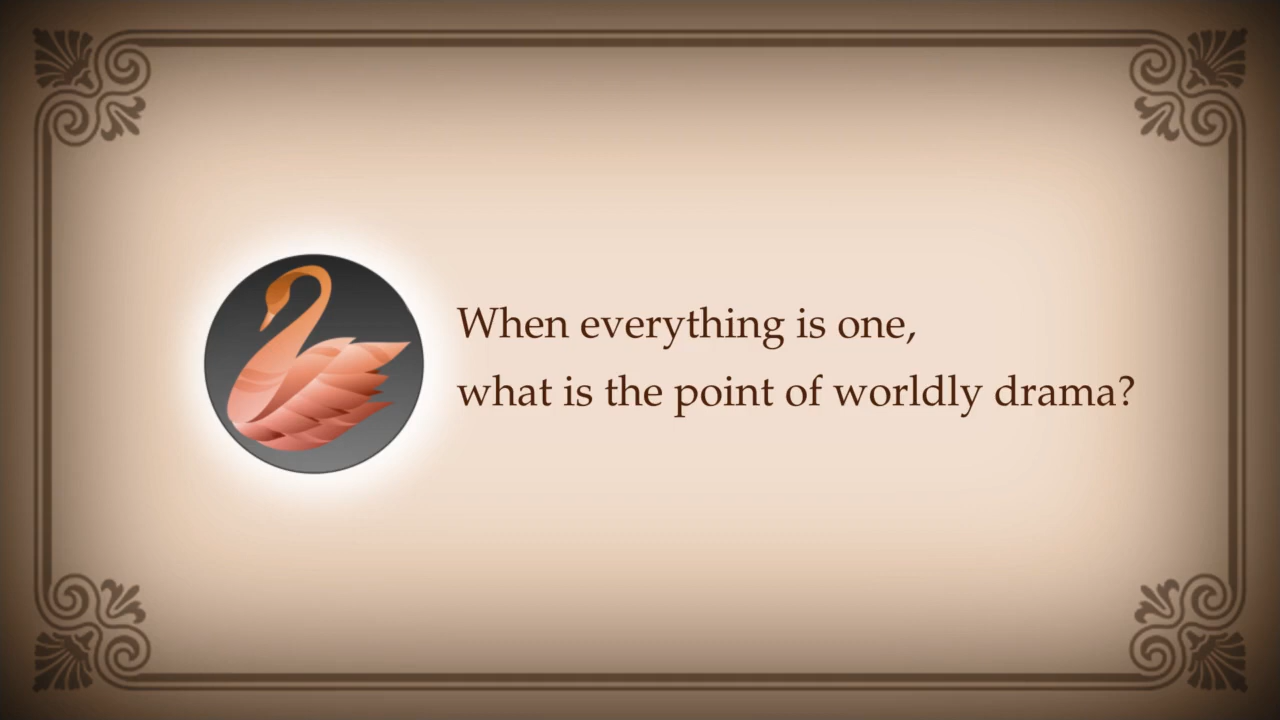 When everything is one,
what is the point of worldly drama?